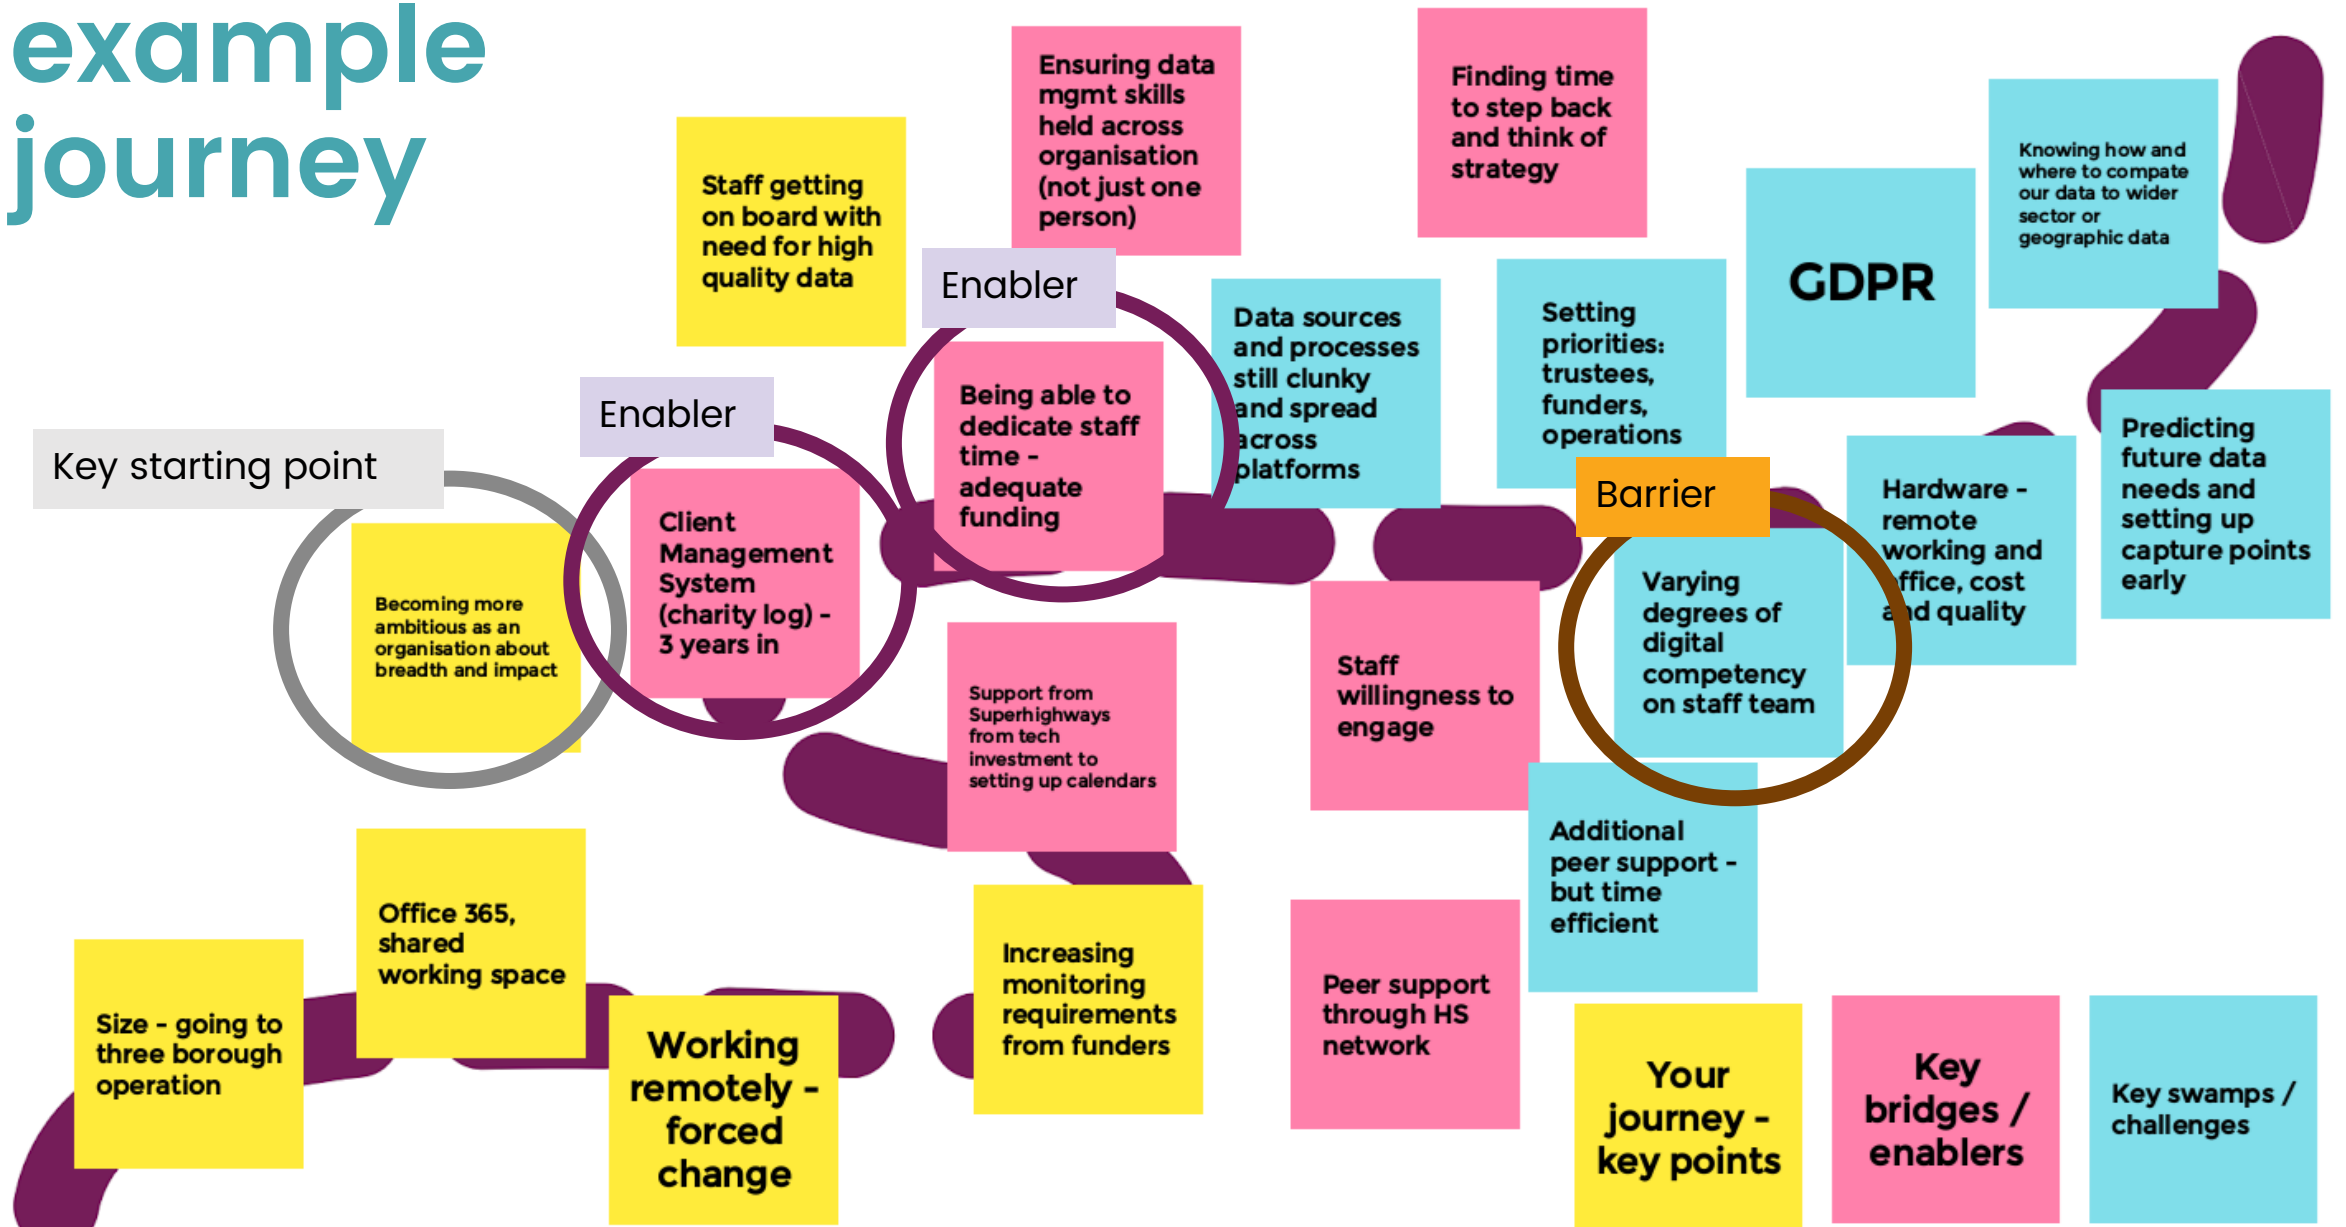 example
journey
Ensuring data
mgmt skills
held across
organisation
(not just one
person)
Finding time
to step back
and think of
strategy
Knowing how and
where to compate
our data to wider
sector or
geographic data
Staff getting
on board with
need for high
quality data
GDPR
Enabler
Data sources
and processes
still clunky
and spread
across
platforms
Setting
priorities:
trustees,
funders,
operations
Enabler
Being able to
dedicate staff
time -
adequate
funding
Key starting point
Barrier
Predicting
future data
needs and
setting up
capture points
early
Hardware -
remote
working and
office, cost
and quality
Client
Management
System
(charity log) -
3 years in
Becoming more
ambitious as an
organisation about
breadth and impact
Varying
degrees of
digital
competency
on staff team
Support from
Superhighways
from tech
investment to
setting up calendars
Staff
willingness to
engage
Additional
peer support -
but time
efficient
Office 365,
shared
working space
Increasing
monitoring
requirements
from funders
Peer support
through HS
network
Size - going to
three borough
operation
Working
remotely -
forced
change
Your
journey -
key points
Key
bridges /
enablers
Key swamps /
challenges